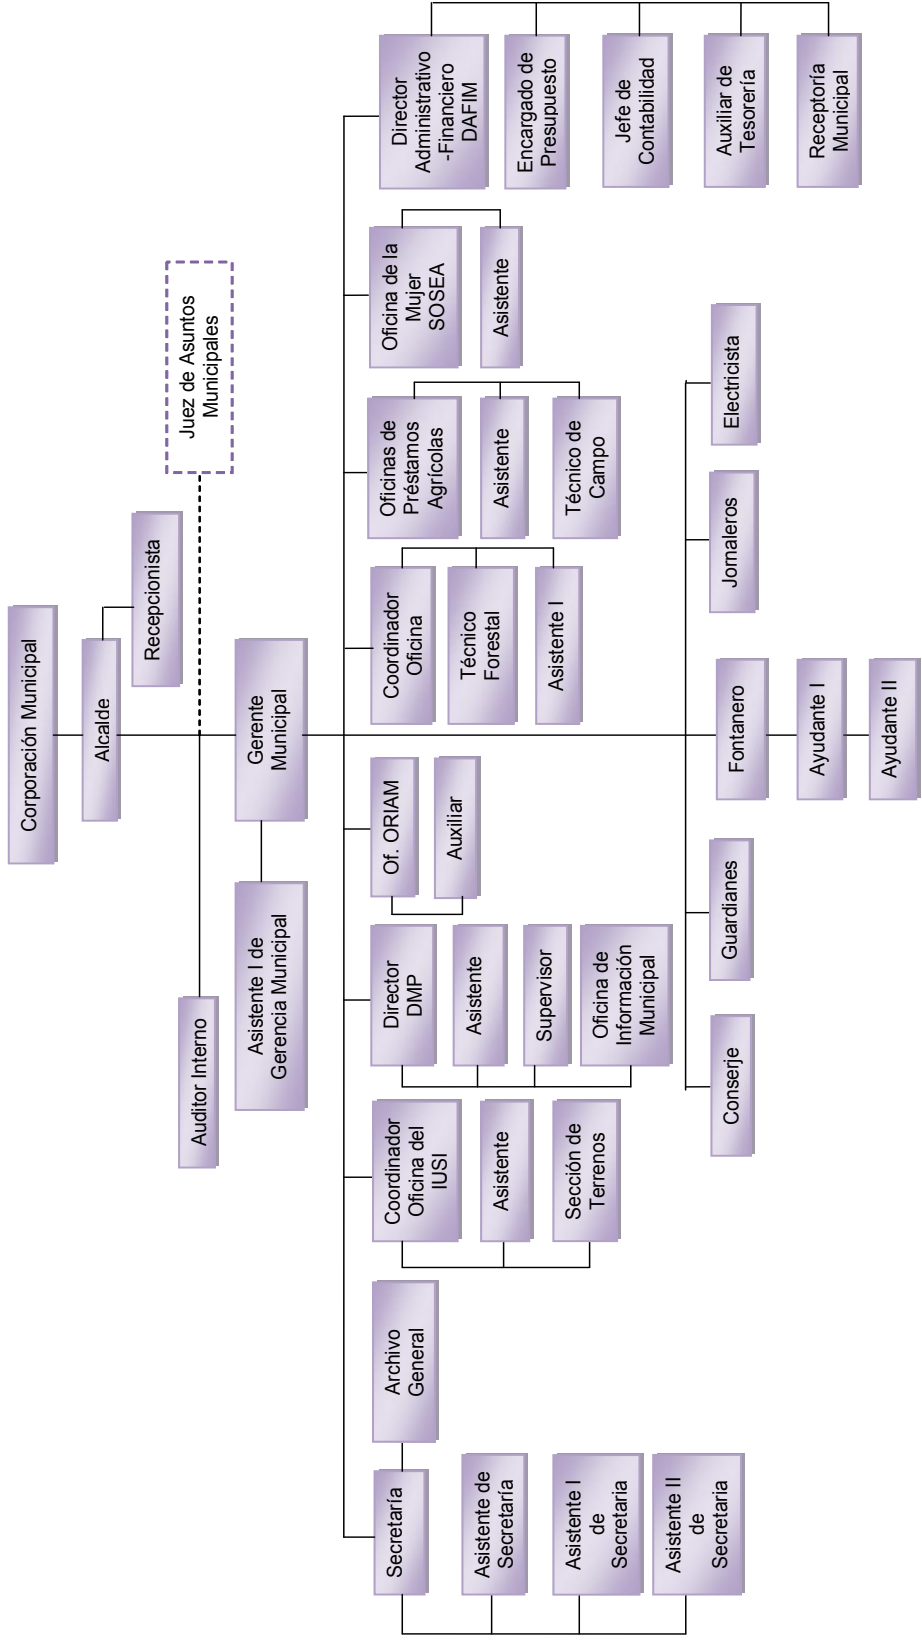 Corporación Municipal
Alcalde
Recepcionista
Juez de Asuntos
Municipales
Auditor Interno
Gerente
Municipal
Asistente I de
Gerencia Municipal
Secretaría
Archivo
General
Asistente de
Secretaría
Asistente I
de
Secretaria
Asistente II
de
Secretaria
Coordinador
Oficina del
IUSI
Asistente
Sección de
Terrenos
Director
DMP
Asistente
Supervisor
Oficina de
Información
Municipal
Of. ORIAM
Auxiliar
Coordinador
Oficina
Técnico
Forestal
Asistente I
Oficinas de
Préstamos
Agrícolas
Asistente
Técnico de
Campo
Oficina de la
Mujer
SOSEA
Asistente
Director
Administrativo
-Financiero
DAFIM
Encargado de
Presupuesto
Jefe de
Contabilidad
Auxiliar de
Tesorería
Receptoría
Municipal
Conserje
Guardianes
Fontanero
Ayudante I
Ayudante II
Jornaleros
Electricista